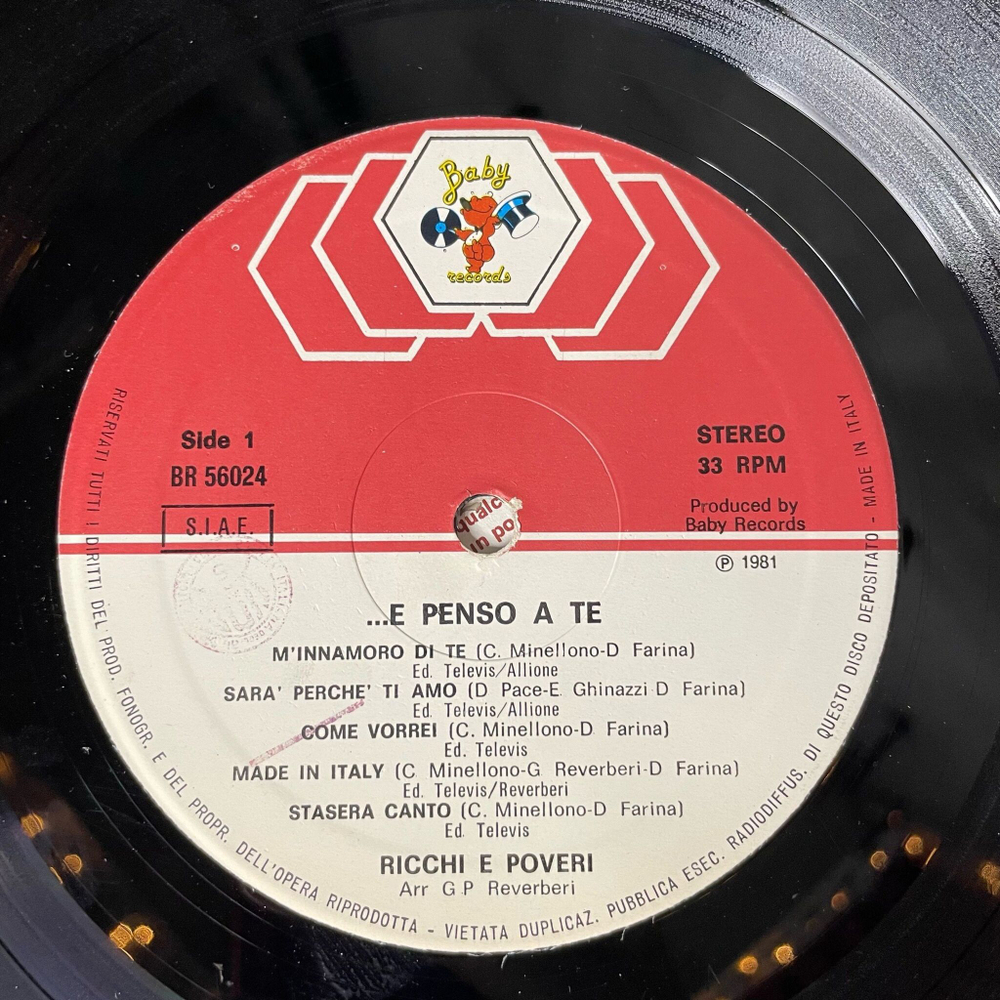 Baby
records
Side 1
BR 56024
S.I.A.E.
STEREO
33 RPM
Produced by
Baby Records
℗ 1981
qualc
in po
...E PENSO A TE
M'INNAMORO DI TE (C. Minellono-D Farina)
Ed. Televis/Allione
SARA' PERCHE' TI AMO (D Pace-E. Ghinazzi D Farina)
Ed. Televis/Allione
COME VORREI (C. Minellono-D Farina)
Ed. Televis
MADE IN ITALY (C Minellono-G Reverberi-D Farina)
Ed. Televis/Reverberi
STASERA CANTO (C. Minellono-D Farina)
Ed. Televis
RICCHI E POVERI
Arr G.P Reverberi
RISERVATI TUTTI I DIRITTI DEL PROD. FONOGR. E DEL PROPR. DELL'OPERA RIPRODOTTA - VIETATA DUPLICAZ. PUBBLICA ESEC. RADIODIFFUS. DI QUESTO DISCO DEPOSITATO - MADE IN ITALY